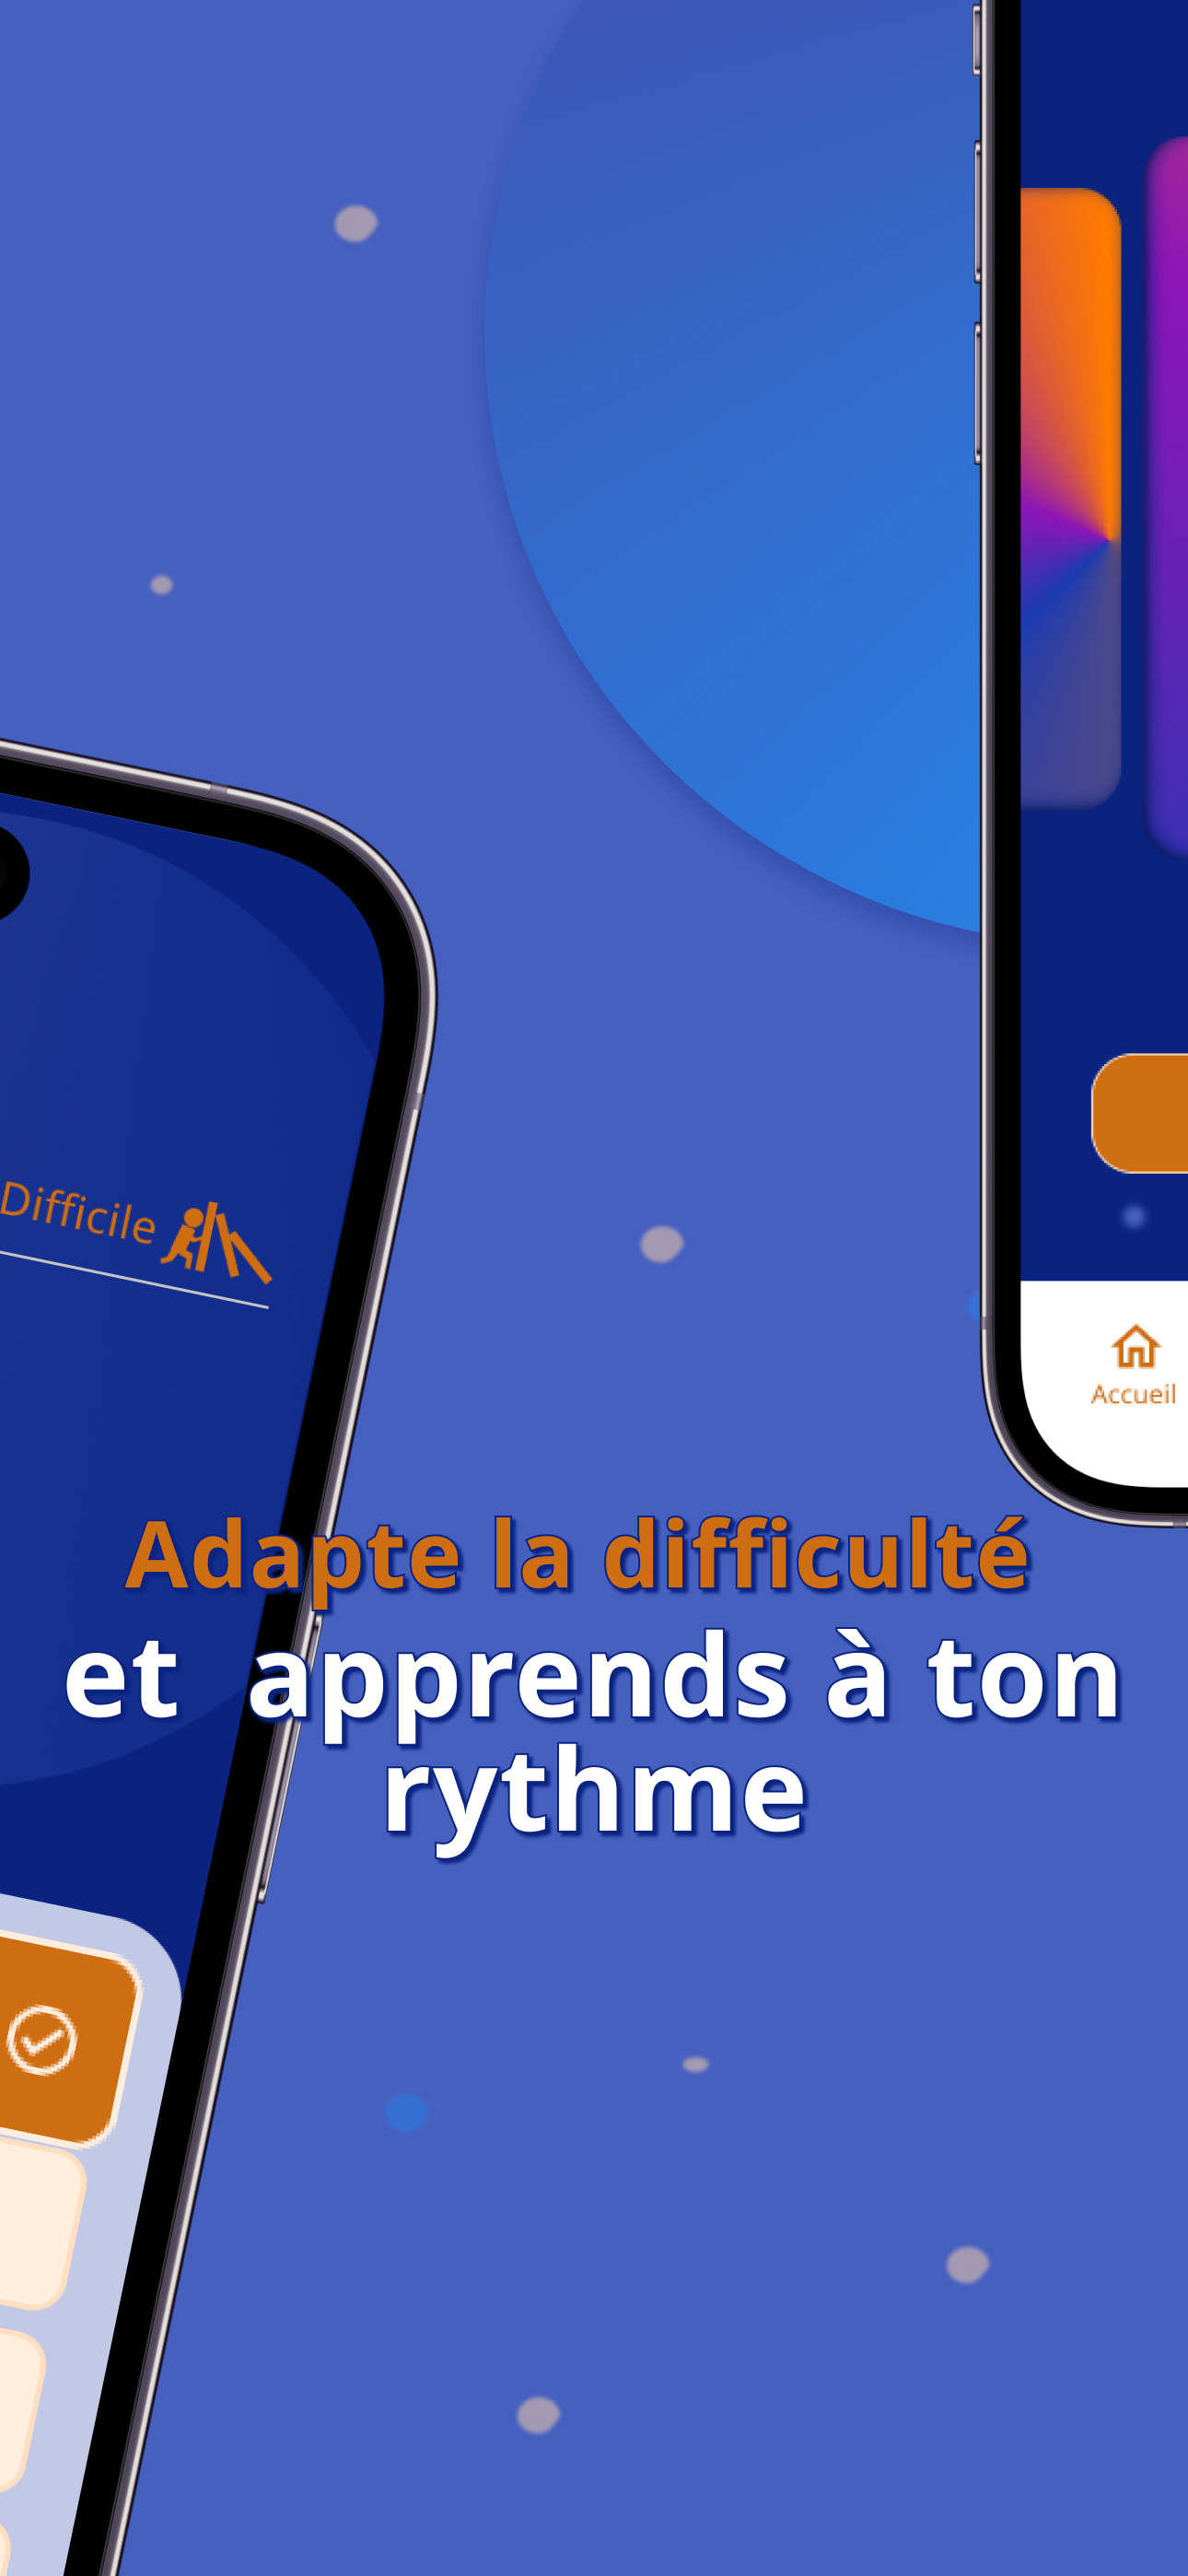 Difficile
Accueil
Adapte la difficulté
et  apprends à ton
rythme